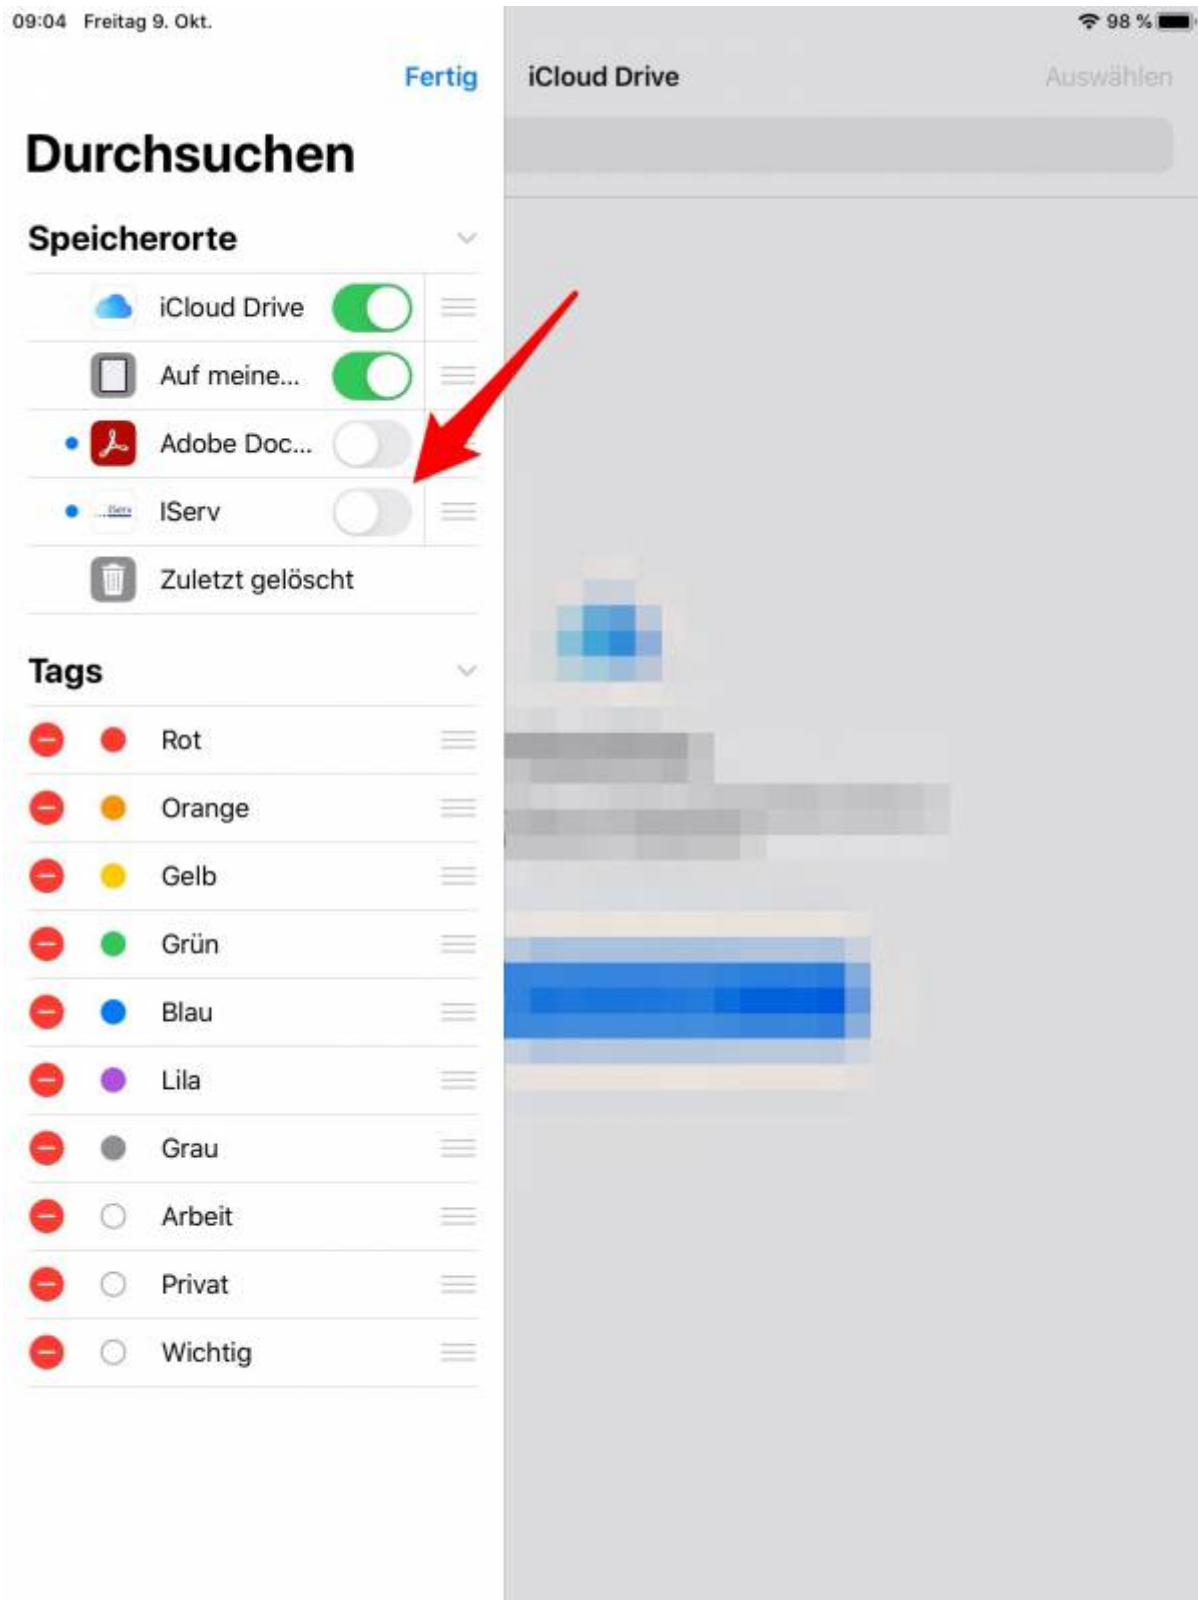 09:04 Freitag 9. Okt.
98 %
Fertig
iCloud Drive
Auswählen
Durchsuchen
Speicherorte
iCloud Drive
Auf meine...
Adobe Doc...
IServ
IServ
Zuletzt gelöscht
Tags
Rot
Orange
Gelb
Grün
Blau
Lila
Grau
Arbeit
Privat
Wichtig